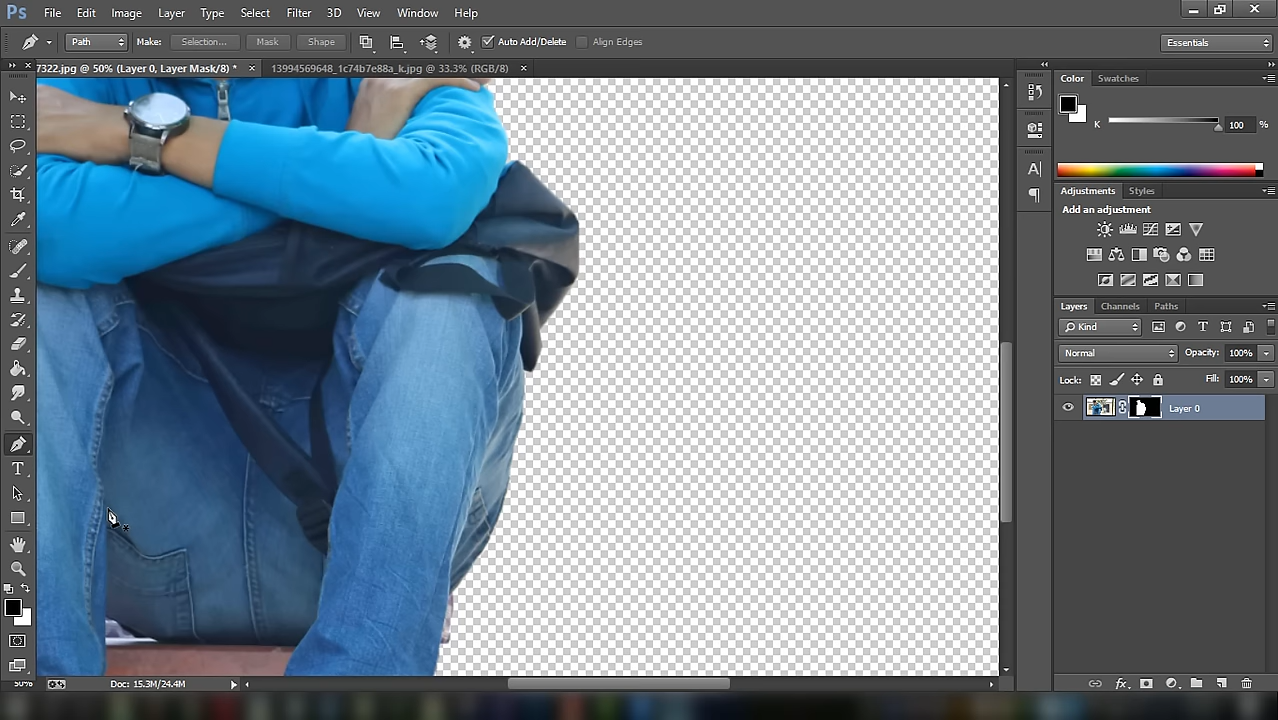 Ps File Edit Image Layer Type Select Filter 3D View Window Help
Path Make: Selection... Mask Shape Auto Add/Delete Align Edges Essentials
7322.jpg @ 50% (Layer 0, Layer Mask/8) * × 13994569648_1c74b7e88a_k.jpg @ 33.3% (RGB/8) ×
Color Swatches
K 100 %
Adjustments Styles
Add an adjustment
Layers Channels Paths
Kind
Normal Opacity: 100%
Lock: Fill: 100%
Layer 0
50% Doc: 15.3M/24.4M